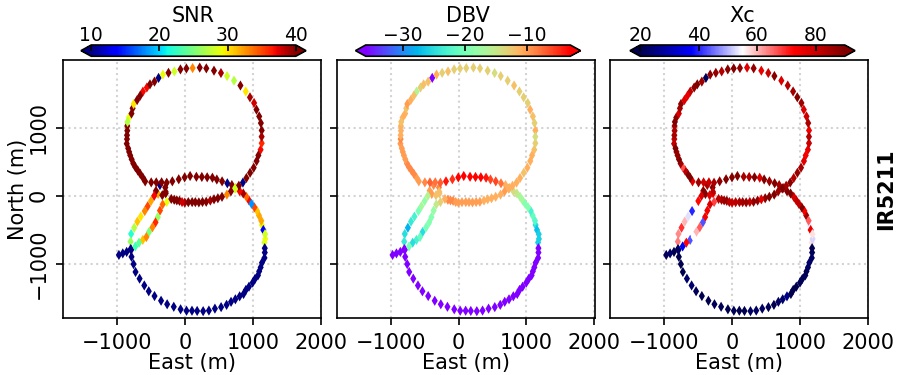 SNR DBV Xc
10 20 30 40 −30 −20 −10 20 40 60 80
1000
0
−1000
North (m)
IR5211
−1000 0 1000 2000 −1000 0 1000 2000 −1000 0 1000 2000
East (m) East (m) East (m)